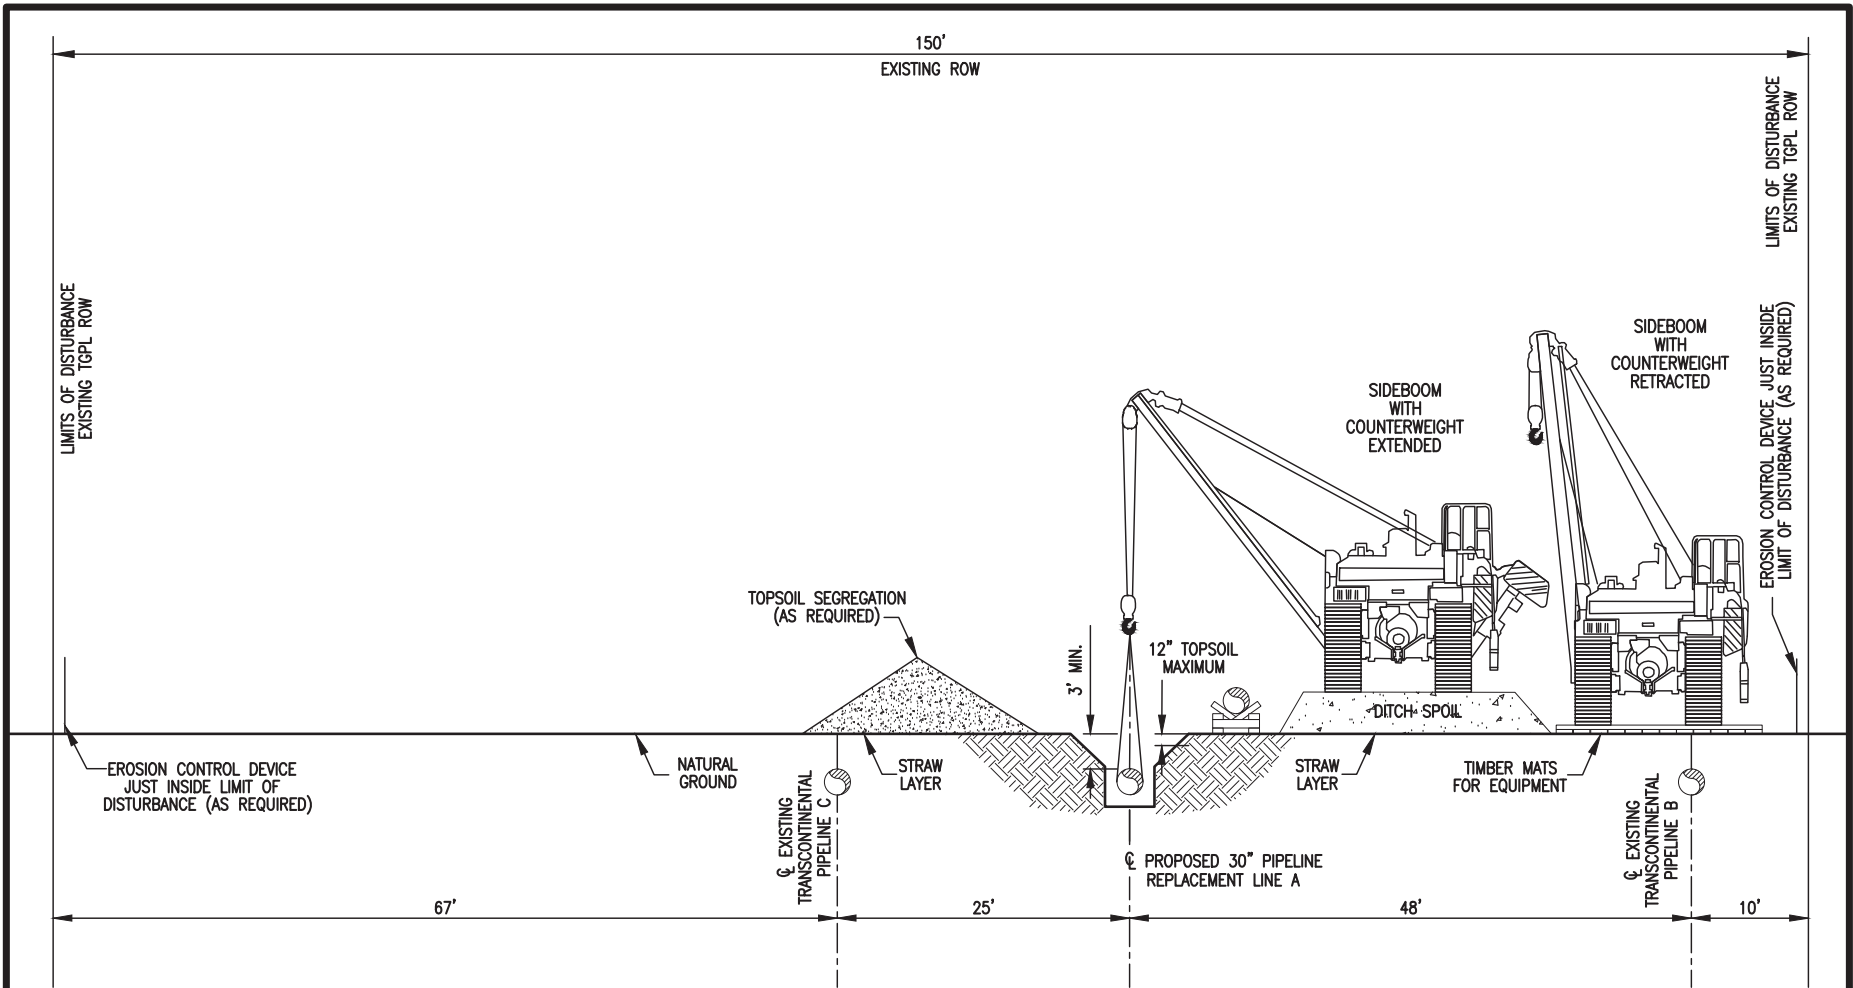 150'
EXISTING ROW
LIMITS OF DISTURBANCE
EXISTING TGPL ROW
LIMITS OF DISTURBANCE
EXISTING TGPL ROW
SIDEBOOM
WITH
COUNTERWEIGHT
RETRACTED
EROSION CONTROL DEVICE JUST INSIDE
LIMIT OF DISTURBANCE (AS REQUIRED)
SIDEBOOM
WITH
COUNTERWEIGHT
EXTENDED
TOPSOIL SEGREGATION
(AS REQUIRED)
3' MIN.
12" TOPSOIL
MAXIMUM
DITCH SPOIL
EROSION CONTROL DEVICE
JUST INSIDE LIMIT OF
DISTURBANCE (AS REQUIRED)
NATURAL
GROUND
STRAW
LAYER
STRAW
LAYER
TIMBER MATS
FOR EQUIPMENT
℄ EXISTING
TRANSCONTINENTAL
PIPELINE C
℄ PROPOSED 30" PIPELINE
REPLACEMENT LINE A
℄ EXISTING
TRANSCONTINENTAL
PIPELINE B
67'
25'
48'
10'